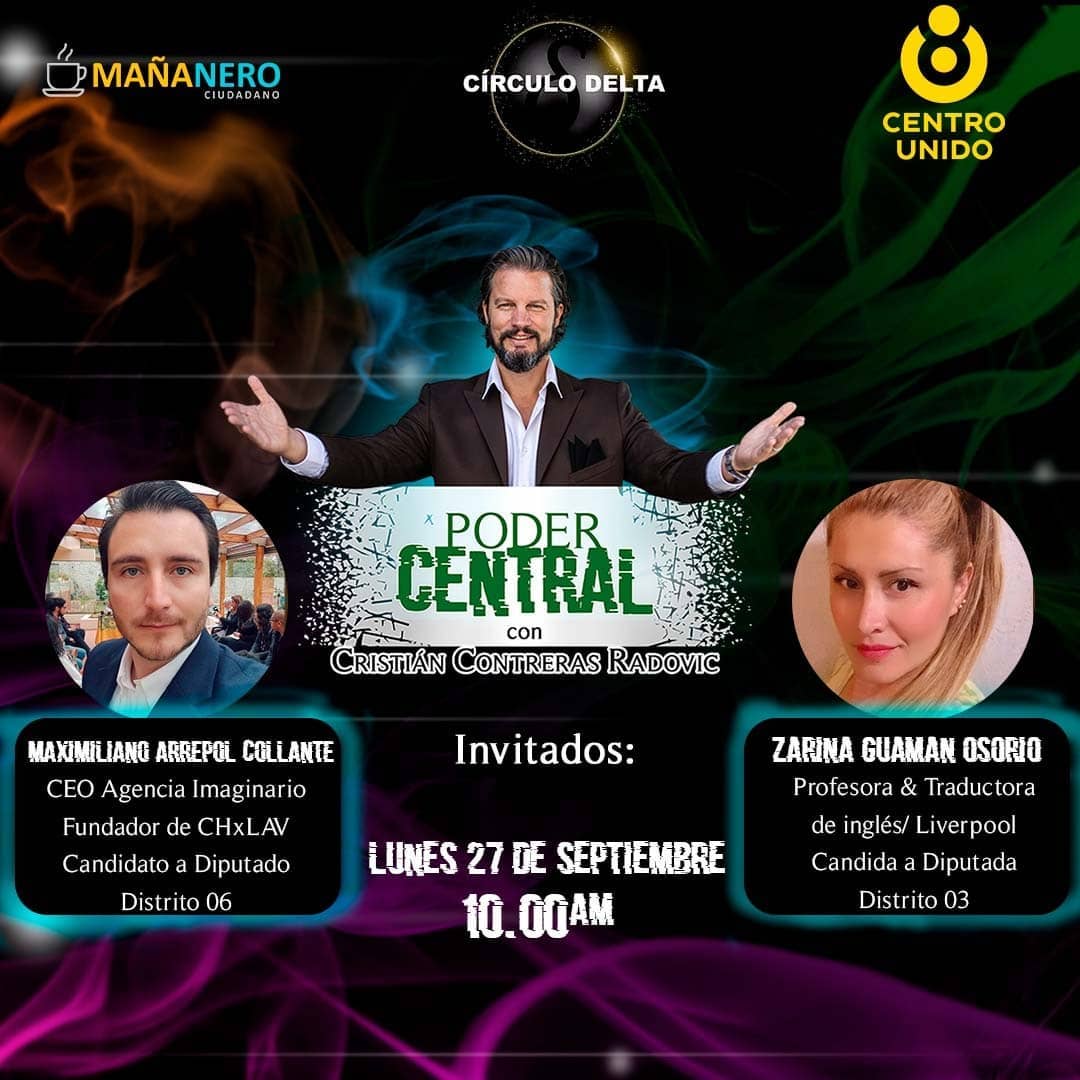 MAÑANERO
CIUDADANO
CÍRCULO DELTA
CENTRO
UNIDO
x PODER
CENTRAL
con
CRISTIÁN CONTRERAS RADOVIC
MAXIMILIANO ARREPOL COLLANTE
CEO Agencia Imaginario
Fundador de CHxLAV
Candidato a Diputado
Distrito 06
Invitados:
LUNES 27 DE SEPTIEMBRE
10.00AM
ZARINA GUAMAN OSORIO
Profesora & Traductora
de inglés/ Liverpool
Candida a Diputada
Distrito 03